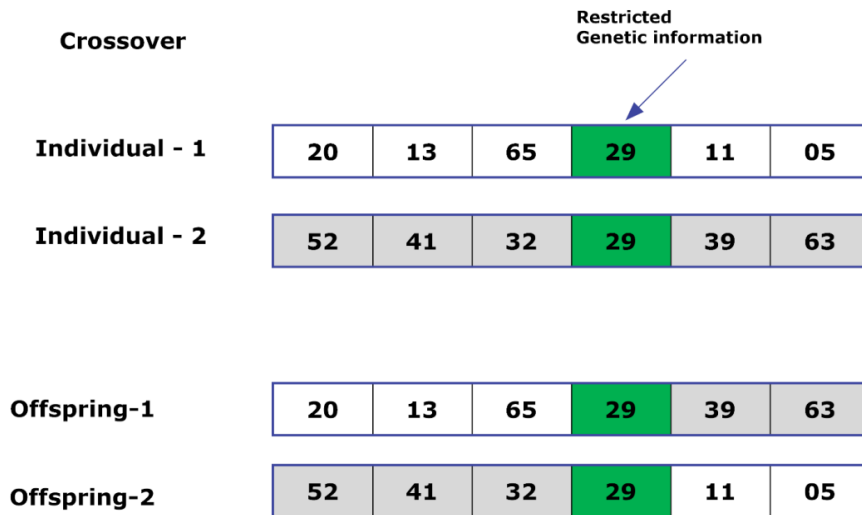 Crossover
Restricted
Genetic information
Individual - 1 20 13 65 29 11 05
Individual - 2 52 41 32 29 39 63
Offspring-1 20 13 65 29 39 63
Offspring-2 52 41 32 29 11 05